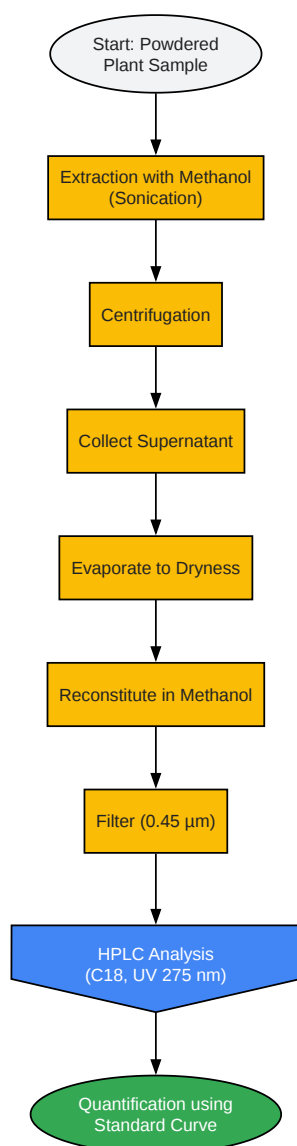 Start: Powdered
Plant Sample
Extraction with Methanol
(Sonication)
Centrifugation
Collect Supernatant
Evaporate to Dryness
Reconstitute in Methanol
Filter (0.45 µm)
HPLC Analysis
(C18, UV 275 nm)
Quantification using
Standard Curve